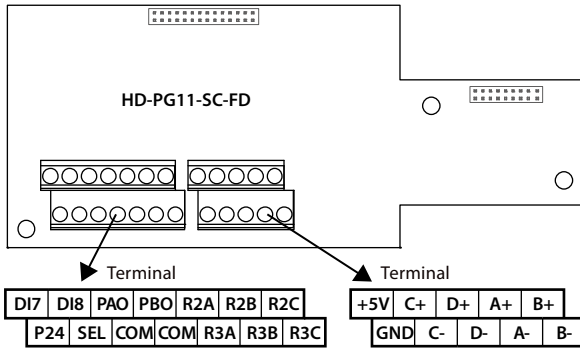 HD-PG11-SC-FD
Terminal Terminal
DI7 DI8 PAO PBO R2A R2B R2C +5V C+ D+ A+ B+
P24 SEL COM COM R3A R3B R3C GND C- D- A- B-